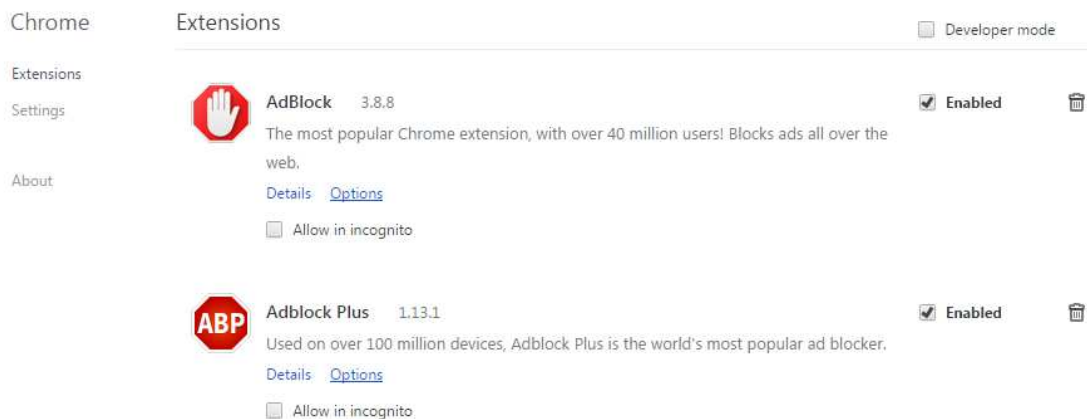 Chrome
Extensions
Developer mode
Extensions
Settings
About
AdBlock 3.8.8
Enabled
The most popular Chrome extension, with over 40 million users! Blocks ads all over the
web.
Details Options
Allow in incognito
ABP
Adblock Plus 1.13.1
Enabled
Used on over 100 million devices, Adblock Plus is the world's most popular ad blocker.
Details Options
Allow in incognito